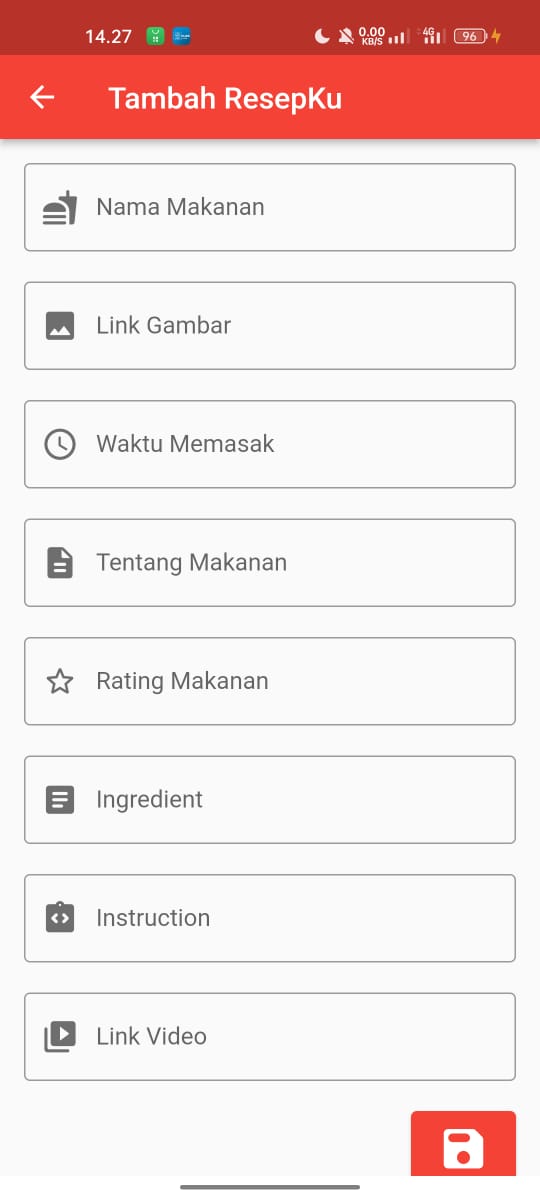 14.27
0.00
KB/S
4G
96
Tambah ResepKu
Nama Makanan
Link Gambar
Waktu Memasak
Tentang Makanan
Rating Makanan
Ingredient
Instruction
Link Video